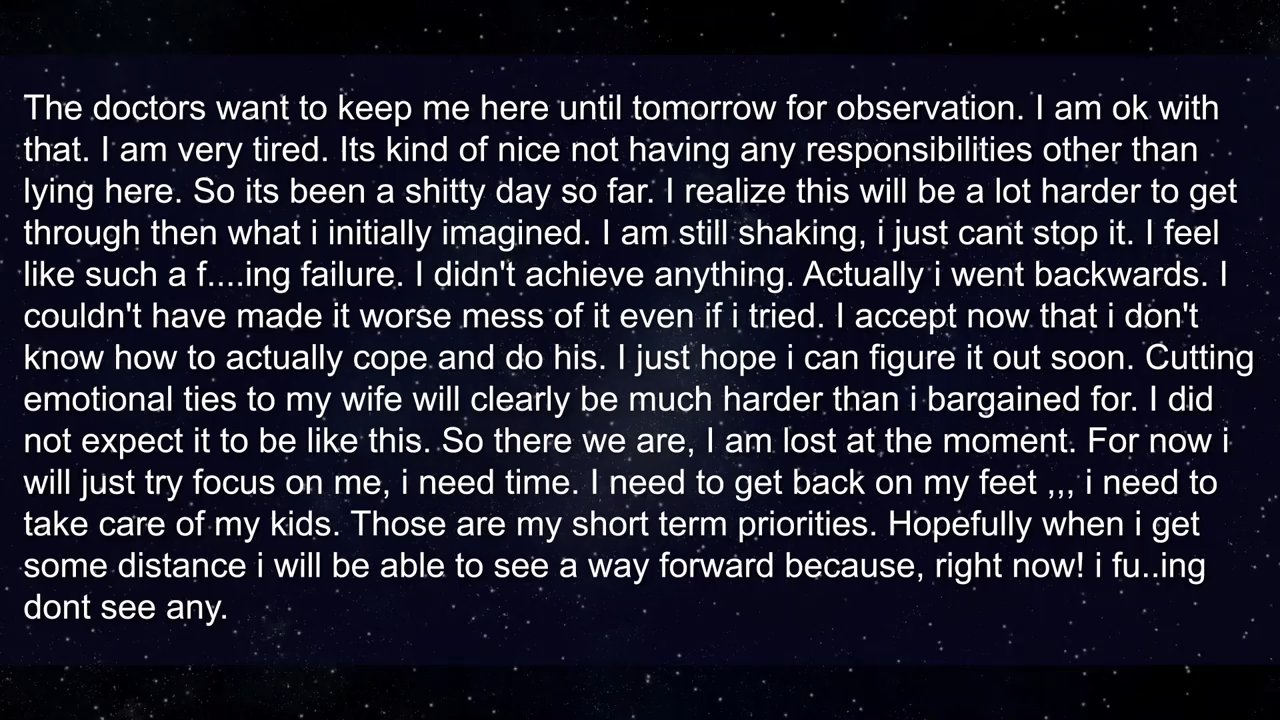 The doctors want to keep me here until tomorrow for observation. I am ok with
that. I am very tired. Its kind of nice not having any responsibilities other than
lying here. So its been a shitty day so far. I realize this will be a lot harder to get
through then what i initially imagined. I am still shaking, i just cant stop it. I feel
like such a f....ing failure. I didn't achieve anything. Actually i went backwards. I
couldn't have made it worse mess of it even if i tried. I accept now that i don't
know how to actually cope and do his. I just hope i can figure it out soon. Cutting
emotional ties to my wife will clearly be much harder than i bargained for. I did
not expect it to be like this. So there we are, I am lost at the moment. For now i
will just try focus on me, i need time. I need to get back on my feet ,,, i need to
take care of my kids. Those are my short term priorities. Hopefully when i get
some distance i will be able to see a way forward because, right now! i fu..ing
dont see any.